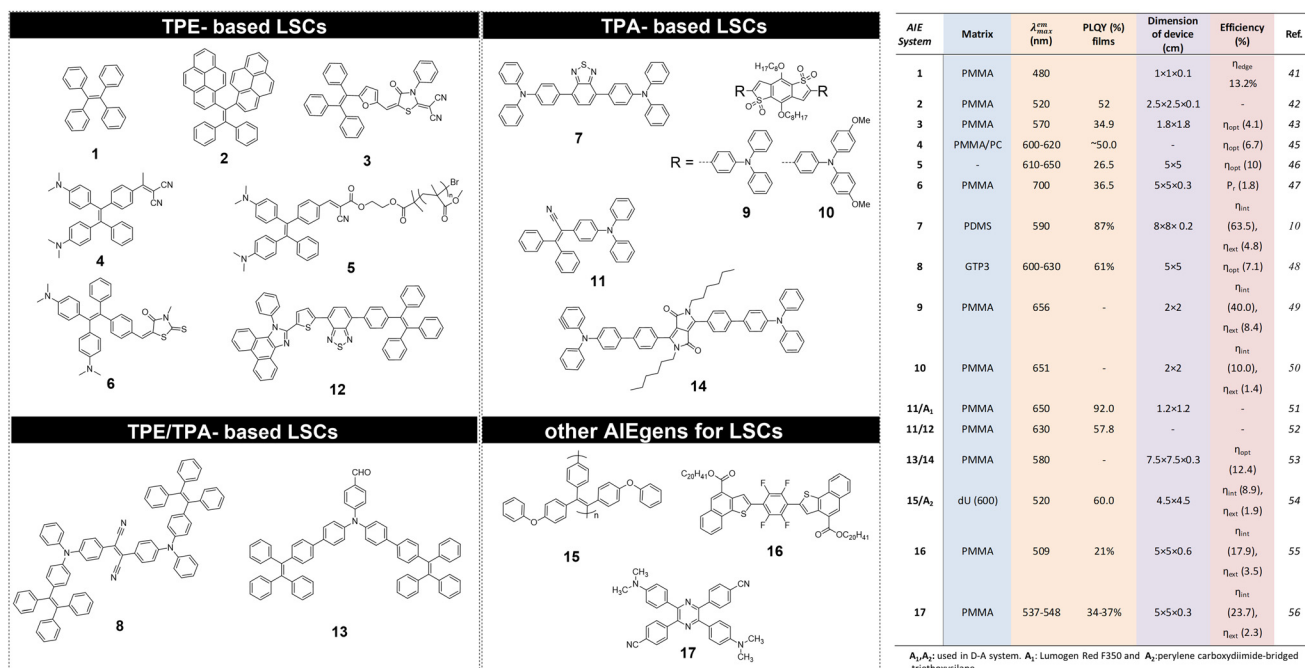 TPE- based LSCs
1
2
3
4
5
6
12
TPA- based LSCs
7
R =
9
10
11
14
TPE/TPA- based LSCs
8
13
other AIEgens for LSCs
15
16
17
AIE System Matrix λmax em (nm) PLQY (%) films Dimension of device (cm) Efficiency (%) Ref.
1 PMMA 480 1×1×0.1 ηedge 13.2% 41
2 PMMA 520 52 2.5×2.5×0.1 - 42
3 PMMA 570 34.9 1.8×1.8 ηopt (4.1) 43
4 PMMA/PC 600-620 ~50.0 - ηopt (6.7) 45
5 - 610-650 26.5 5×5 ηopt (10) 46
6 PMMA 700 36.5 5×5×0.3 Pr (1.8) 47
7 PDMS 590 87% 8×8× 0.2 ηint (63.5), ηext (4.8) 10
8 GTP3 600-630 61% 5×5 ηopt (7.1) 48
9 PMMA 656 - 2×2 ηint (40.0), ηext (8.4) 49
10 PMMA 651 - 2×2 ηint (10.0), ηext (1.4) 50
11/A1 PMMA 650 92.0 1.2×1.2 - 51
11/12 PMMA 630 57.8 - - 52
13/14 PMMA 580 - 7.5×7.5×0.3 ηopt (12.4) 53
15/A2 dU (600) 520 60.0 4.5×4.5 ηint (8.9), ηext (1.9) 54
16 PMMA 509 21% 5×5×0.6 ηint (17.9), ηext (3.5) 55
17 PMMA 537-548 34-37% 5×5×0.3 ηint (23.7), ηext (2.3) 56
A1,A2: used in D-A system. A1: Lumogen Red F350 and A2:perylene carboxydiimide-bridged
triethoxysilane